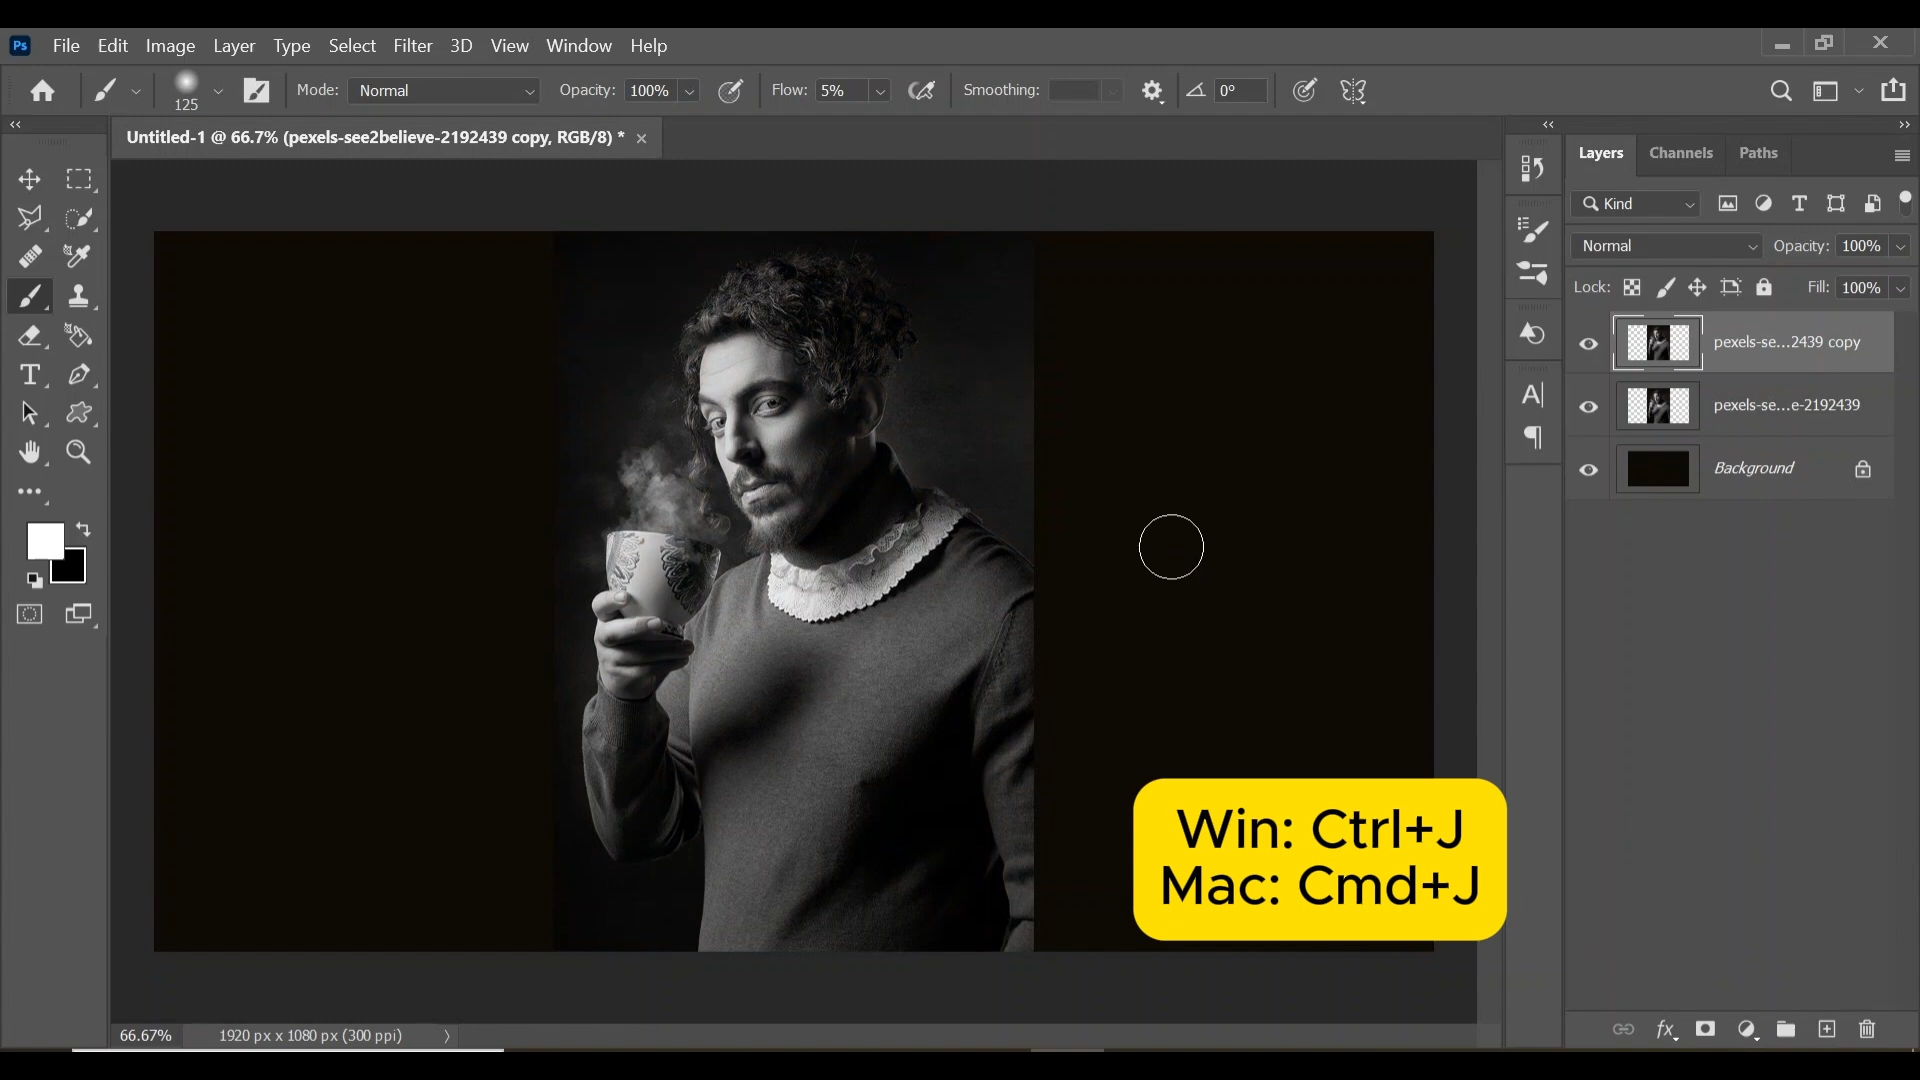 Ps File Edit Image Layer Type Select Filter 3D View Window Help
125 Mode: Normal Opacity: 100% Flow: 5% Smoothing: 0°
Untitled-1 @ 66.7% (pexels-see2believe-2192439 copy, RGB/8) *
Layers Channels Paths
Kind
Normal Opacity: 100%
Lock: Fill: 100%
pexels-se...2439 copy
pexels-se...e-2192439
Background
Win: Ctrl+J
Mac: Cmd+J
66.67% 1920 px x 1080 px (300 ppi)